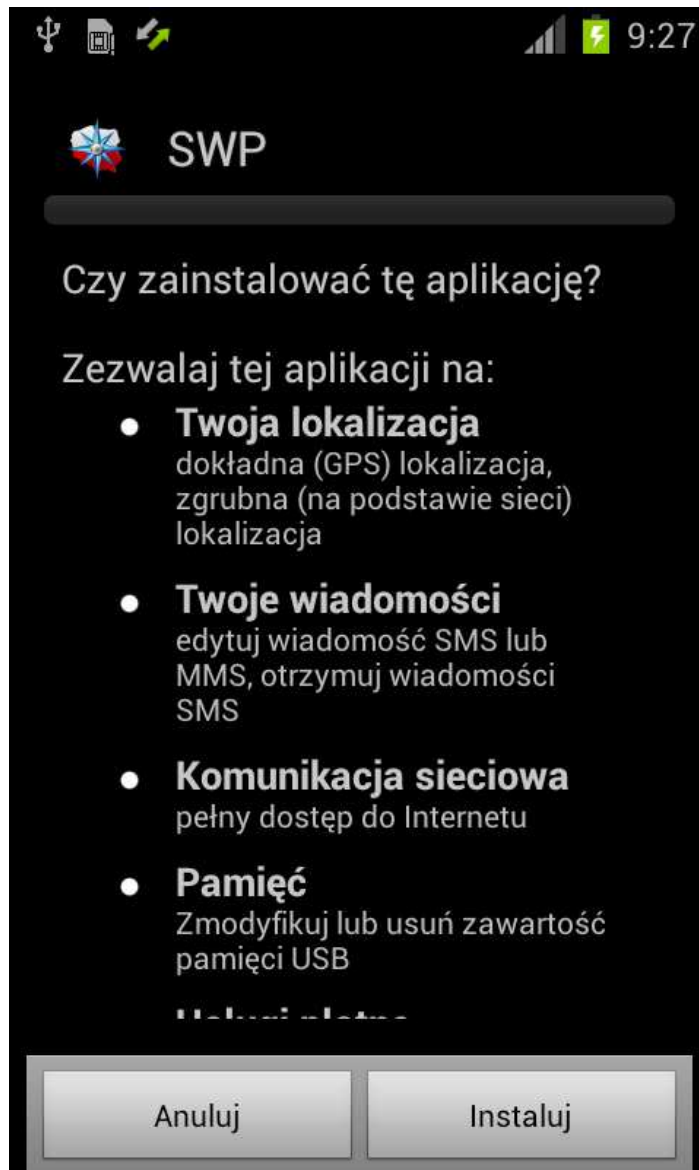 9:27
SWP
Czy zainstalować tę aplikację?
Zezwalaj tej aplikacji na:
Twoja lokalizacja
dokładna (GPS) lokalizacja,
zgrubna (na podstawie sieci)
lokalizacja
Twoje wiadomości
edytuj wiadomość SMS lub
MMS, otrzymuj wiadomości
SMS
Komunikacja sieciowa
pełny dostęp do Internetu
Pamięć
Zmodyfikuj lub usuń zawartość
pamięci USB
Usługi płatne
Anuluj
Instaluj